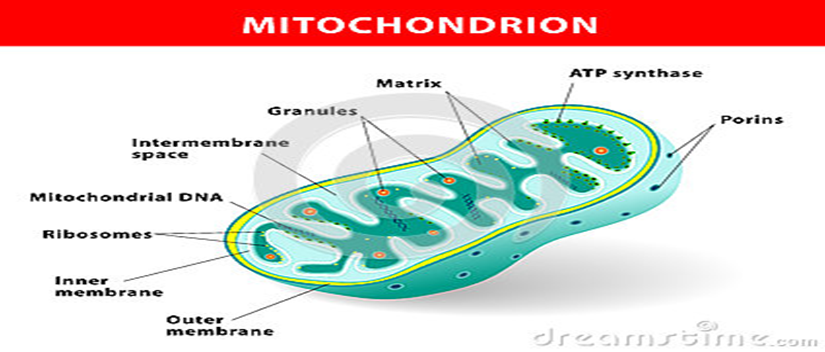 MITOCHONDRION
ATP synthase
Matrix
Granules
Porins
Intermembrane
space
Mitochondrial DNA
Ribosomes
Inner
membrane
Outer
membrane
dreamstime.com